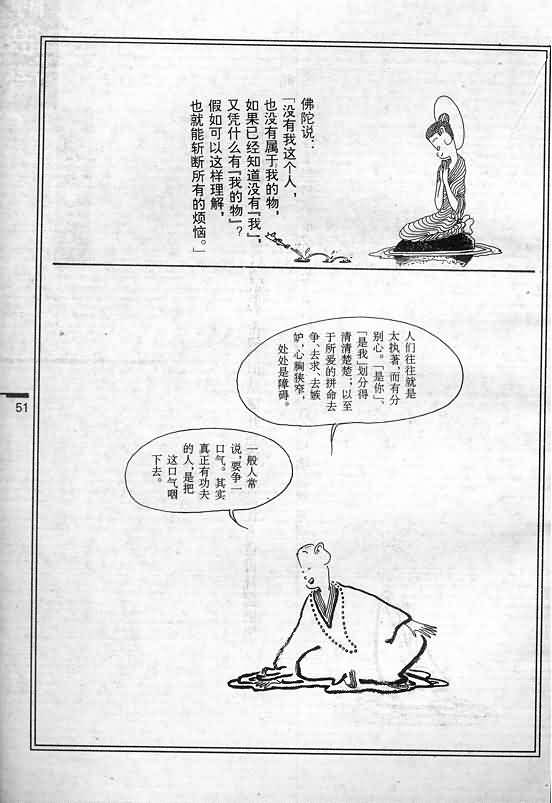 佛陀说：
「没有我这个人，
也没有属于我的物，
如果已经知道没有『我』，
又凭什么有『我的物』？
假如可以这样理解，
也就能斩断所有的烦恼。」
人们往往就是
太执著，而有分
别心。「是你」、
「是我」划分得
清清楚楚；以至
于所爱的拼命去
争、去求、去嫉
妒，心胸狭窄，
处处是障碍。
一般人常
说，要争一
口气。其实
真正有功夫
的人，是把
这口气咽
下去。
51